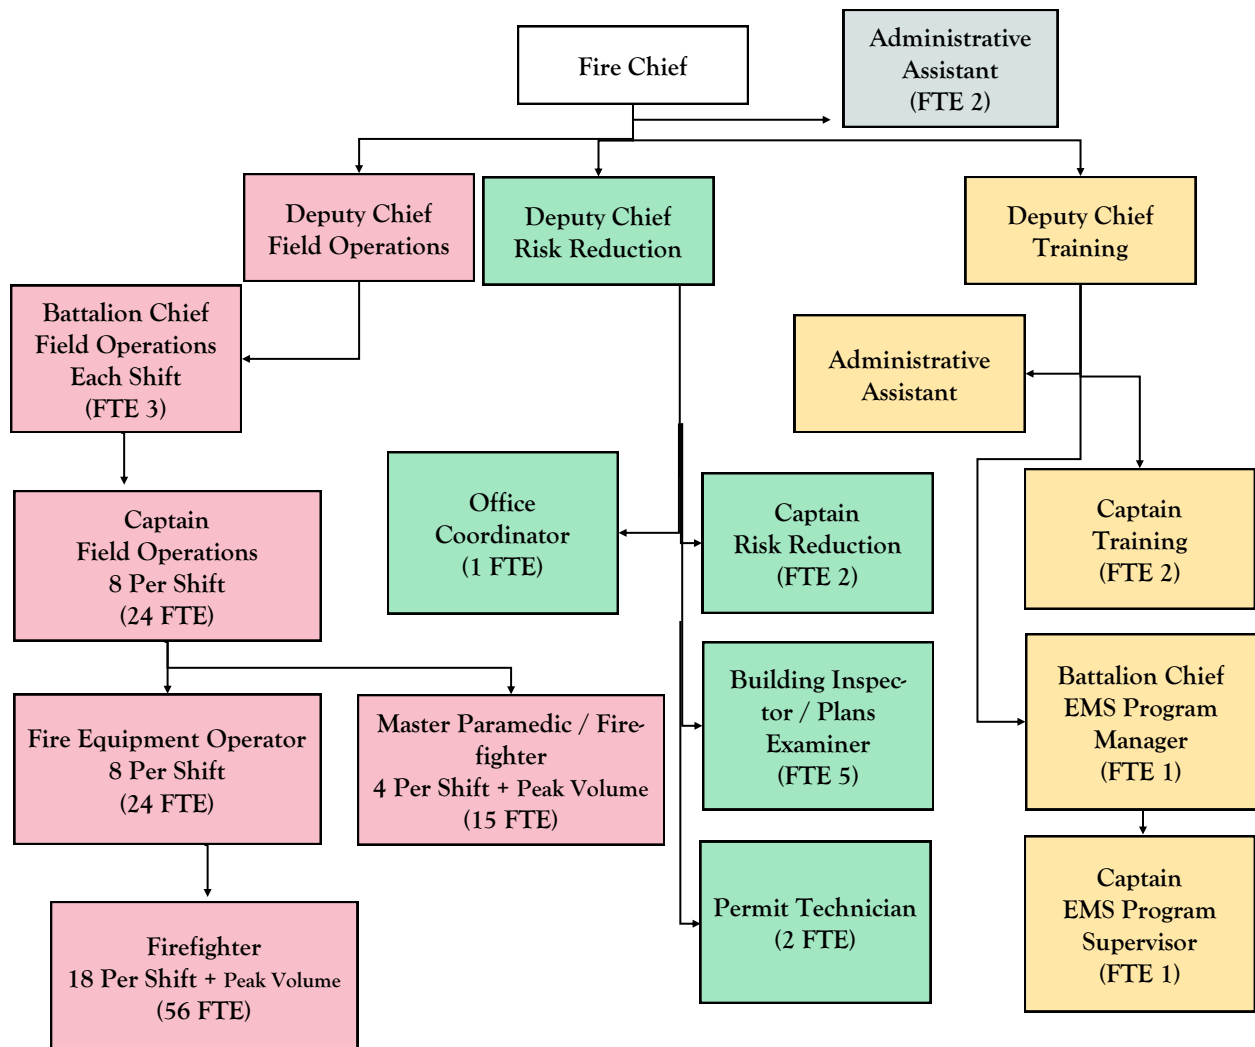 Fire Chief
Administrative
Assistant
(FTE 2)
Deputy Chief
Field Operations
Deputy Chief
Risk Reduction
Deputy Chief
Training
Battalion Chief
Field Operations
Each Shift
(FTE 3)
Administrative
Assistant
Captain
Field Operations
8 Per Shift
(24 FTE)
Office
Coordinator
(1 FTE)
Captain
Risk Reduction
(FTE 2)
Captain
Training
(FTE 2)
Fire Equipment Operator
8 Per Shift
(24 FTE)
Master Paramedic / Fire-
fighter
4 Per Shift + Peak Volume
(15 FTE)
Building Inspec-
tor / Plans
Examiner
(FTE 5)
Battalion Chief
EMS Program
Manager
(FTE 1)
Firefighter
18 Per Shift + Peak Volume
(56 FTE)
Permit Technician
(2 FTE)
Captain
EMS Program
Supervisor
(FTE 1)